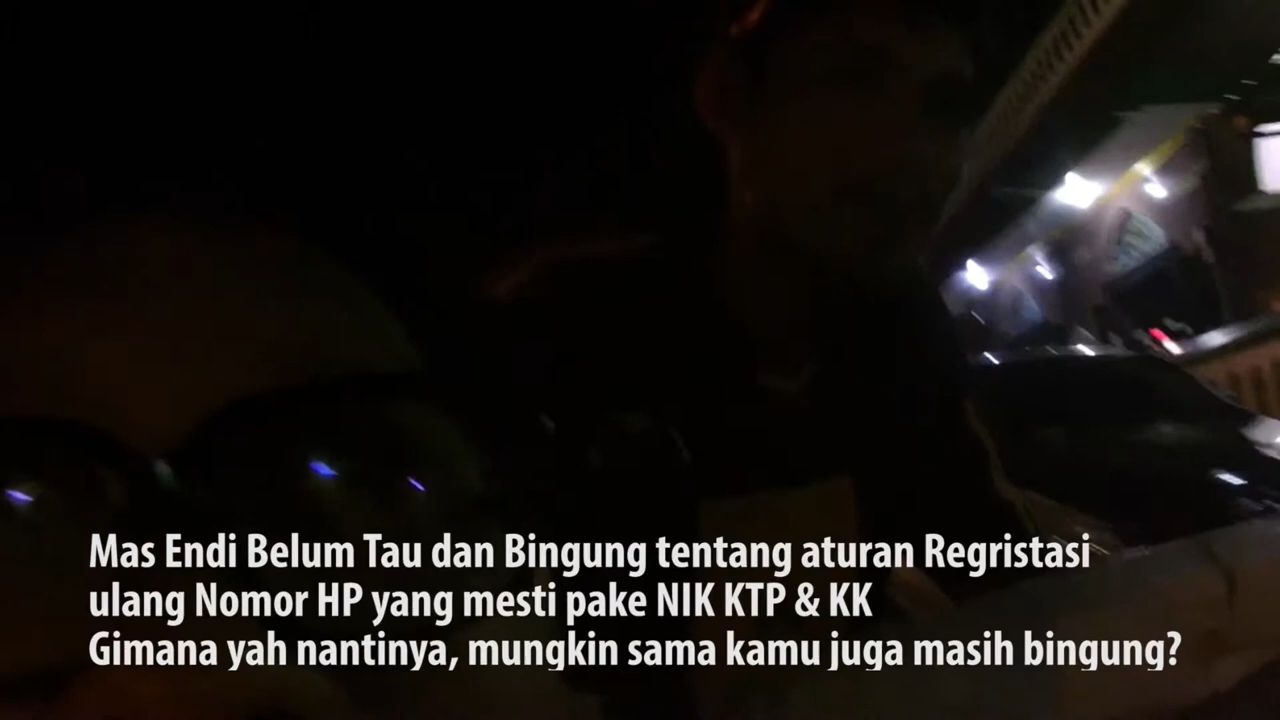 Mas Endi Belum Tau dan Bingung tentang aturan Regristasi
ulang Nomor HP yang mesti pake NIK KTP & KK
Gimana yah nantinya, mungkin sama kamu juga masih bingung?